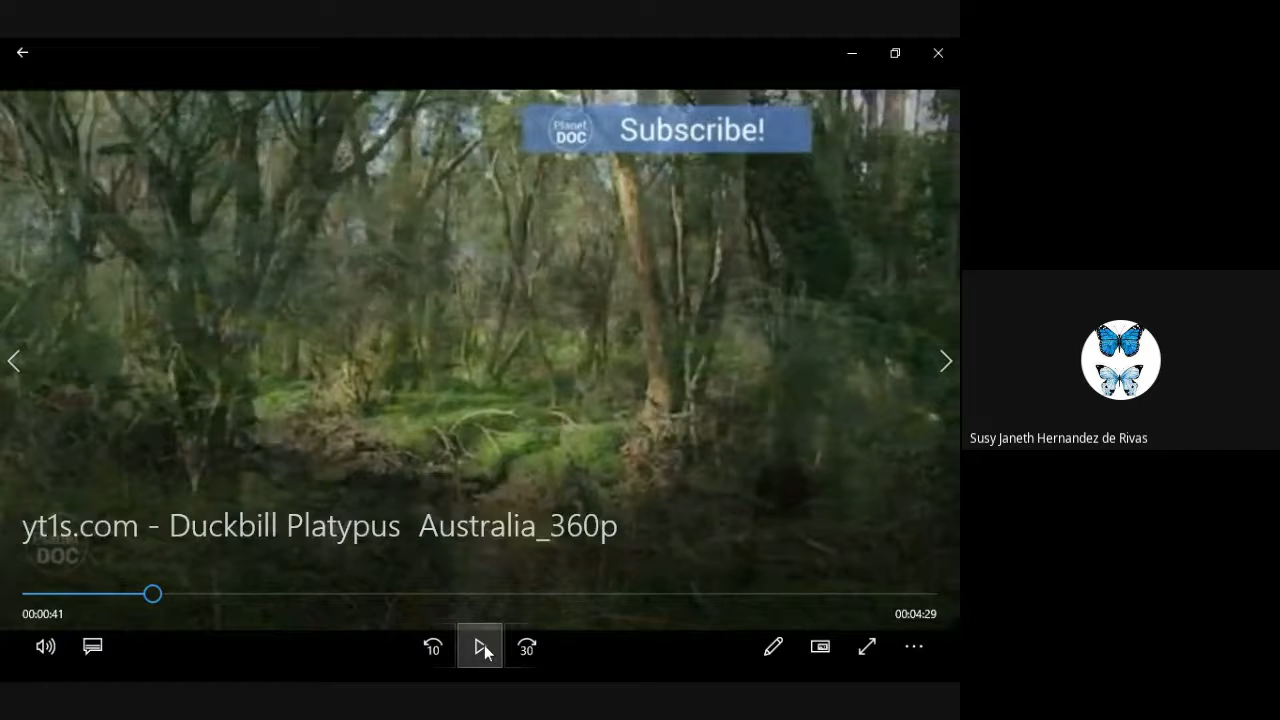 Planet
DOC
Subscribe!
yt1s.com - Duckbill Platypus  Australia_360p
DOC
00:00:41
00:04:29
10
30
Susy Janeth Hernandez de Rivas